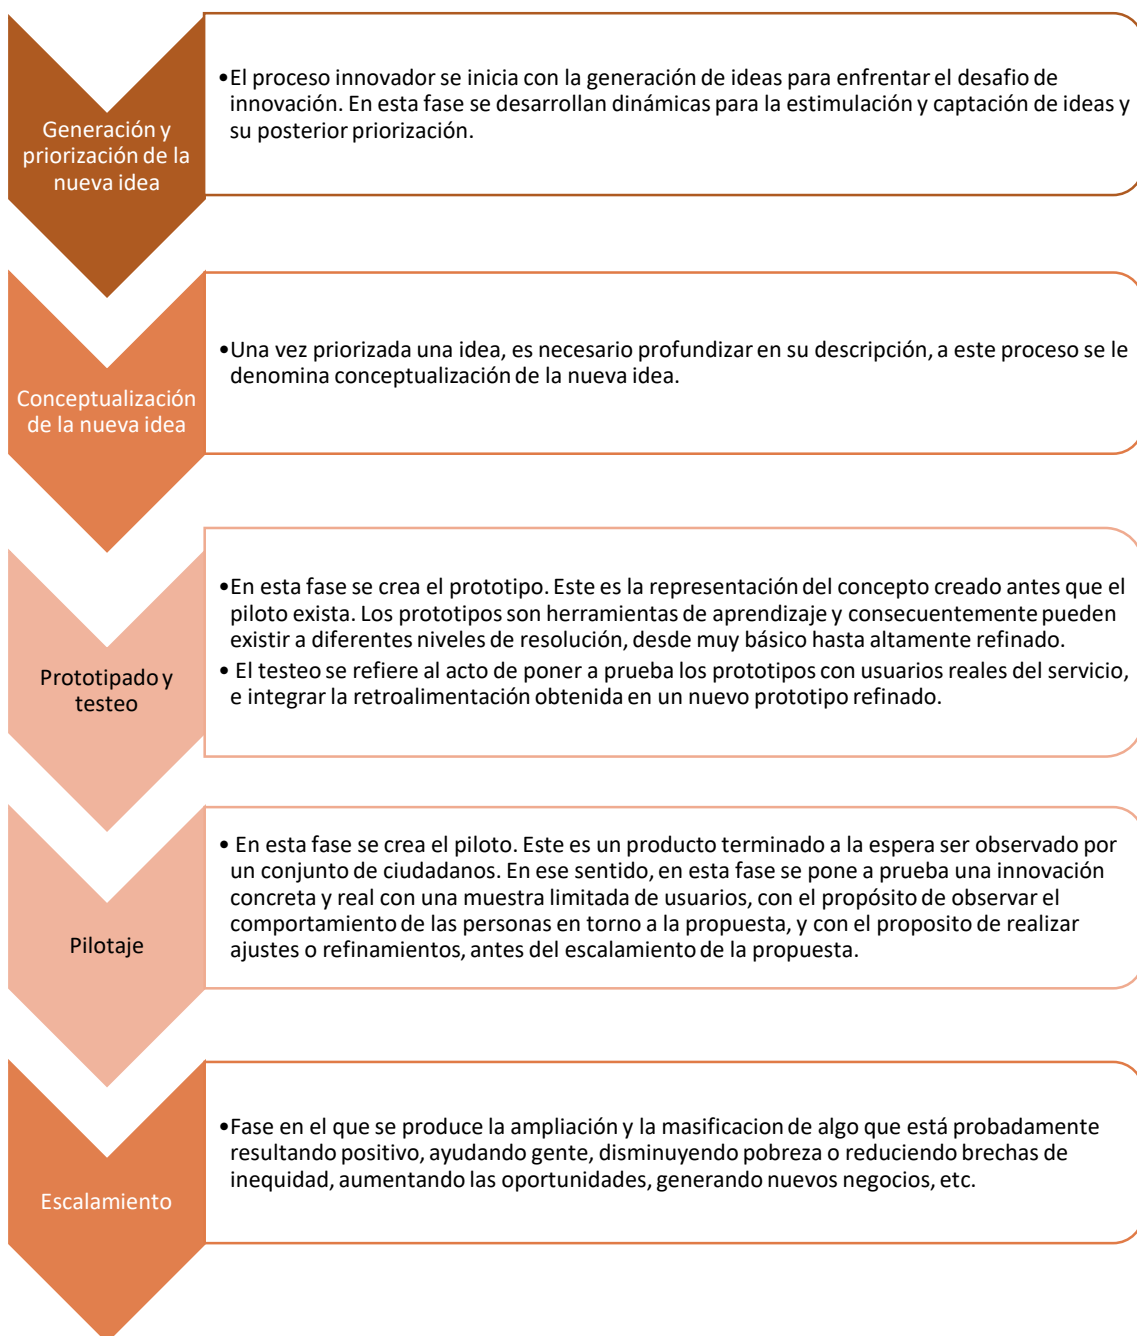 Generación y
priorización de la
nueva idea
•El proceso innovador se inicia con la generación de ideas para enfrentar el desafio de
innovación. En esta fase se desarrollan dinámicas para la estimulación y captación de ideas y
su posterior priorización.
Conceptualización
de la nueva idea
•Una vez priorizada una idea, es necesario profundizar en su descripción, a este proceso se le
denomina conceptualización de la nueva idea.
Prototipado y
testeo
•En esta fase se crea el prototipo. Este es la representación del concepto creado antes que el
piloto exista. Los prototipos son herramientas de aprendizaje y consecuentemente pueden
existir a diferentes niveles de resolución, desde muy básico hasta altamente refinado.
• El testeo se refiere al acto de poner a prueba los prototipos con usuarios reales del servicio,
e integrar la retroalimentación obtenida en un nuevo prototipo refinado.
Pilotaje
• En esta fase se crea el piloto. Este es un producto terminado a la espera ser observado por
un conjunto de ciudadanos. En ese sentido, en esta fase se pone a prueba una innovación
concreta y real con una muestra limitada de usuarios, con el propósito de observar el
comportamiento de las personas en torno a la propuesta, y con el proposito de realizar
ajustes o refinamientos, antes del escalamiento de la propuesta.
Escalamiento
•Fase en el que se produce la ampliación y la masificacion de algo que está probadamente
resultando positivo, ayudando gente, disminuyendo pobreza o reduciendo brechas de
inequidad, aumentando las oportunidades, generando nuevos negocios, etc.